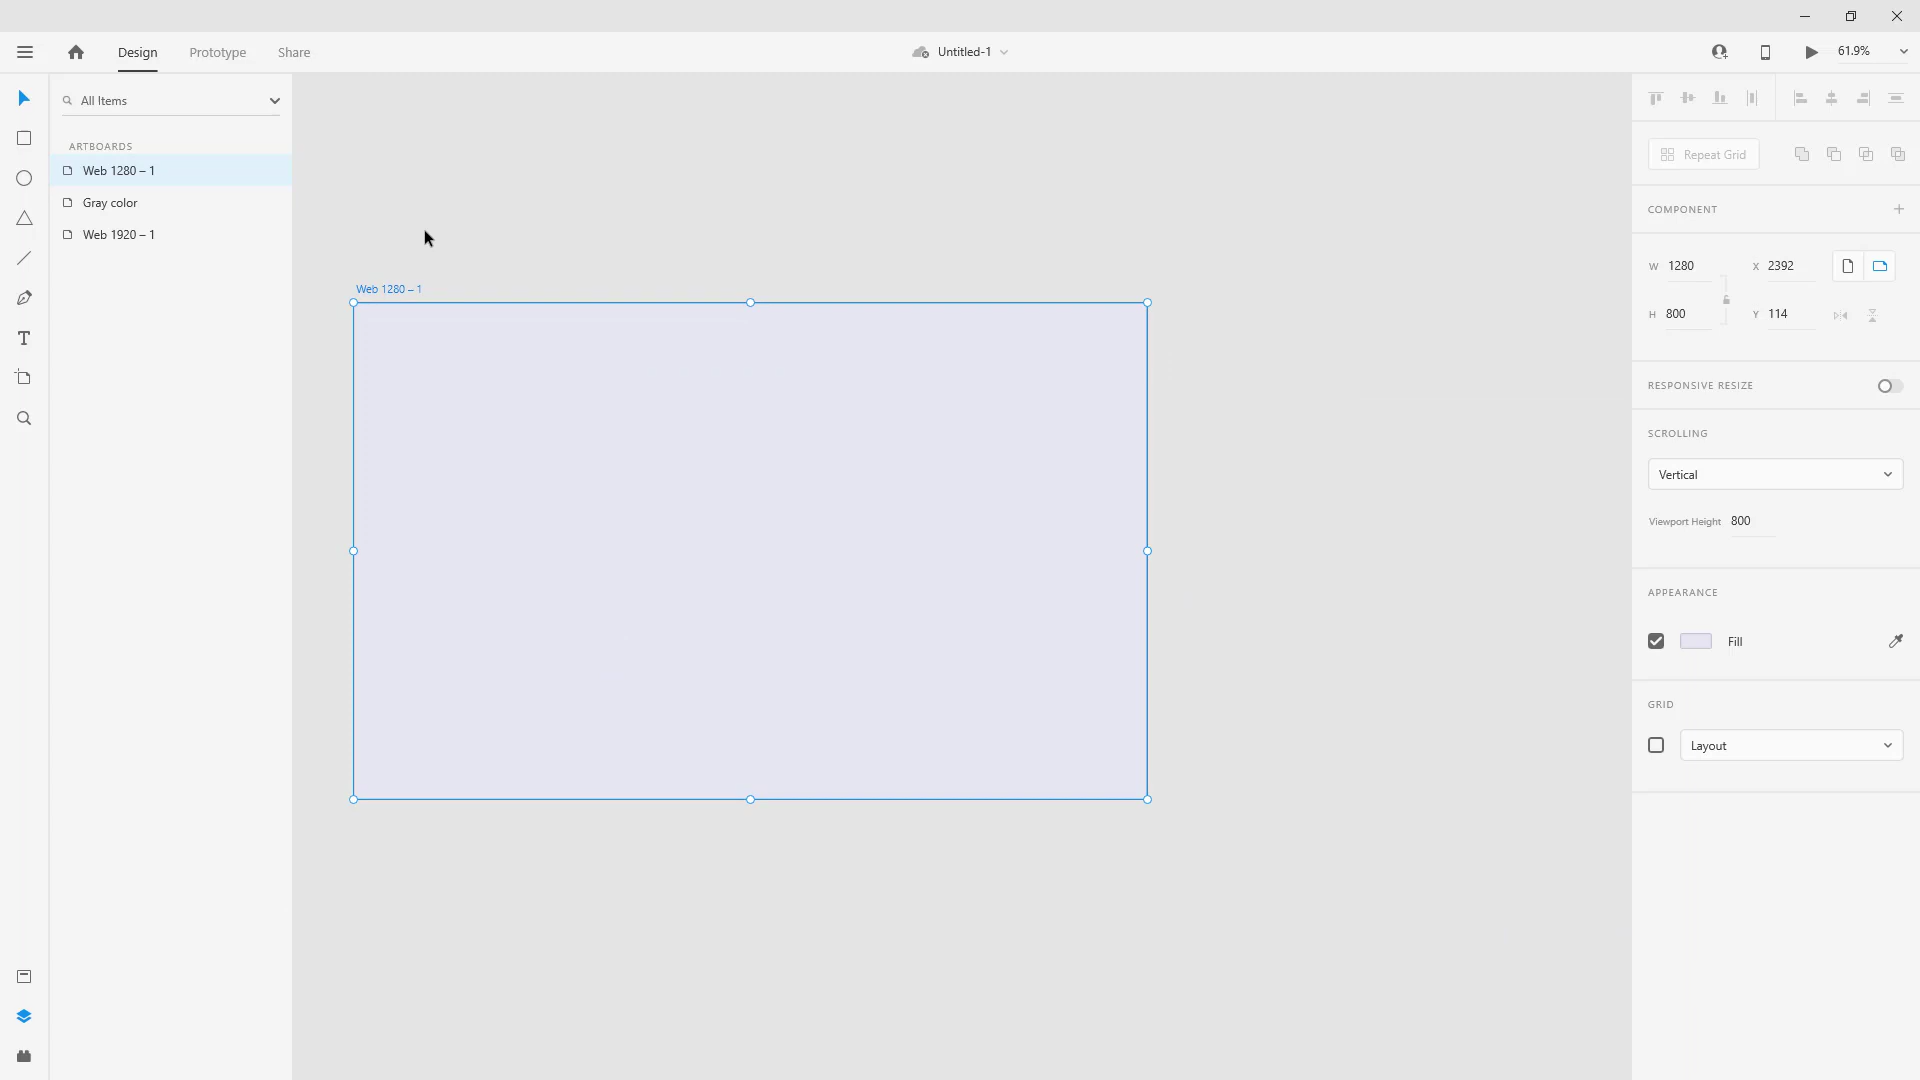 Design
Prototype
Share
Untitled-1
61.9%
All Items
ARTBOARDS
Web 1280 – 1
Gray color
Web 1920 – 1
Web 1280 – 1
Repeat Grid
COMPONENT
W 1280
X 2392
H 800
Y 114
RESPONSIVE RESIZE
SCROLLING
Vertical
Viewport Height 800
APPEARANCE
Fill
GRID
Layout